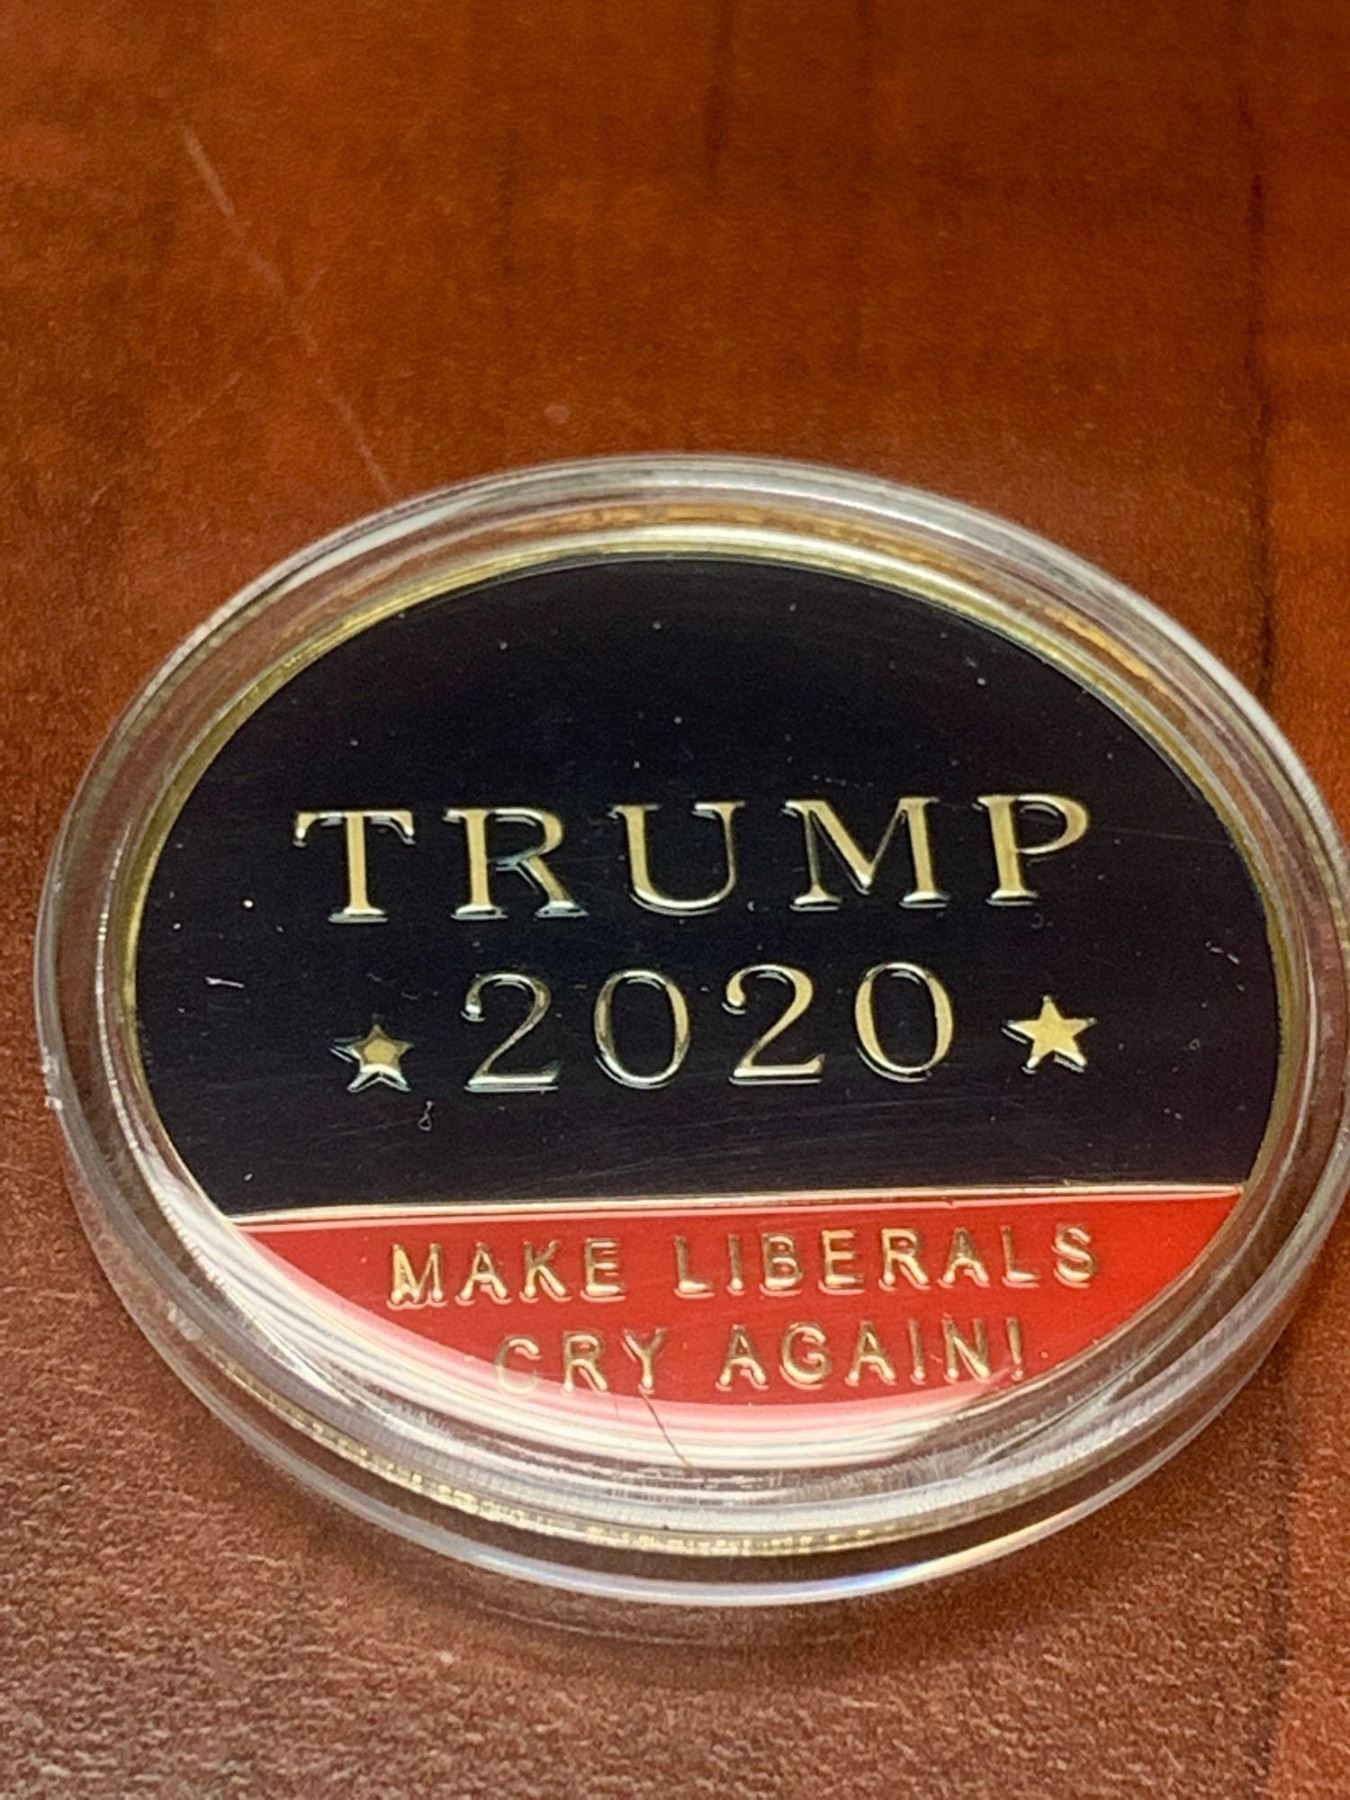 TRUMP
2020
MAKE LIBERALS
CRY AGAIN!